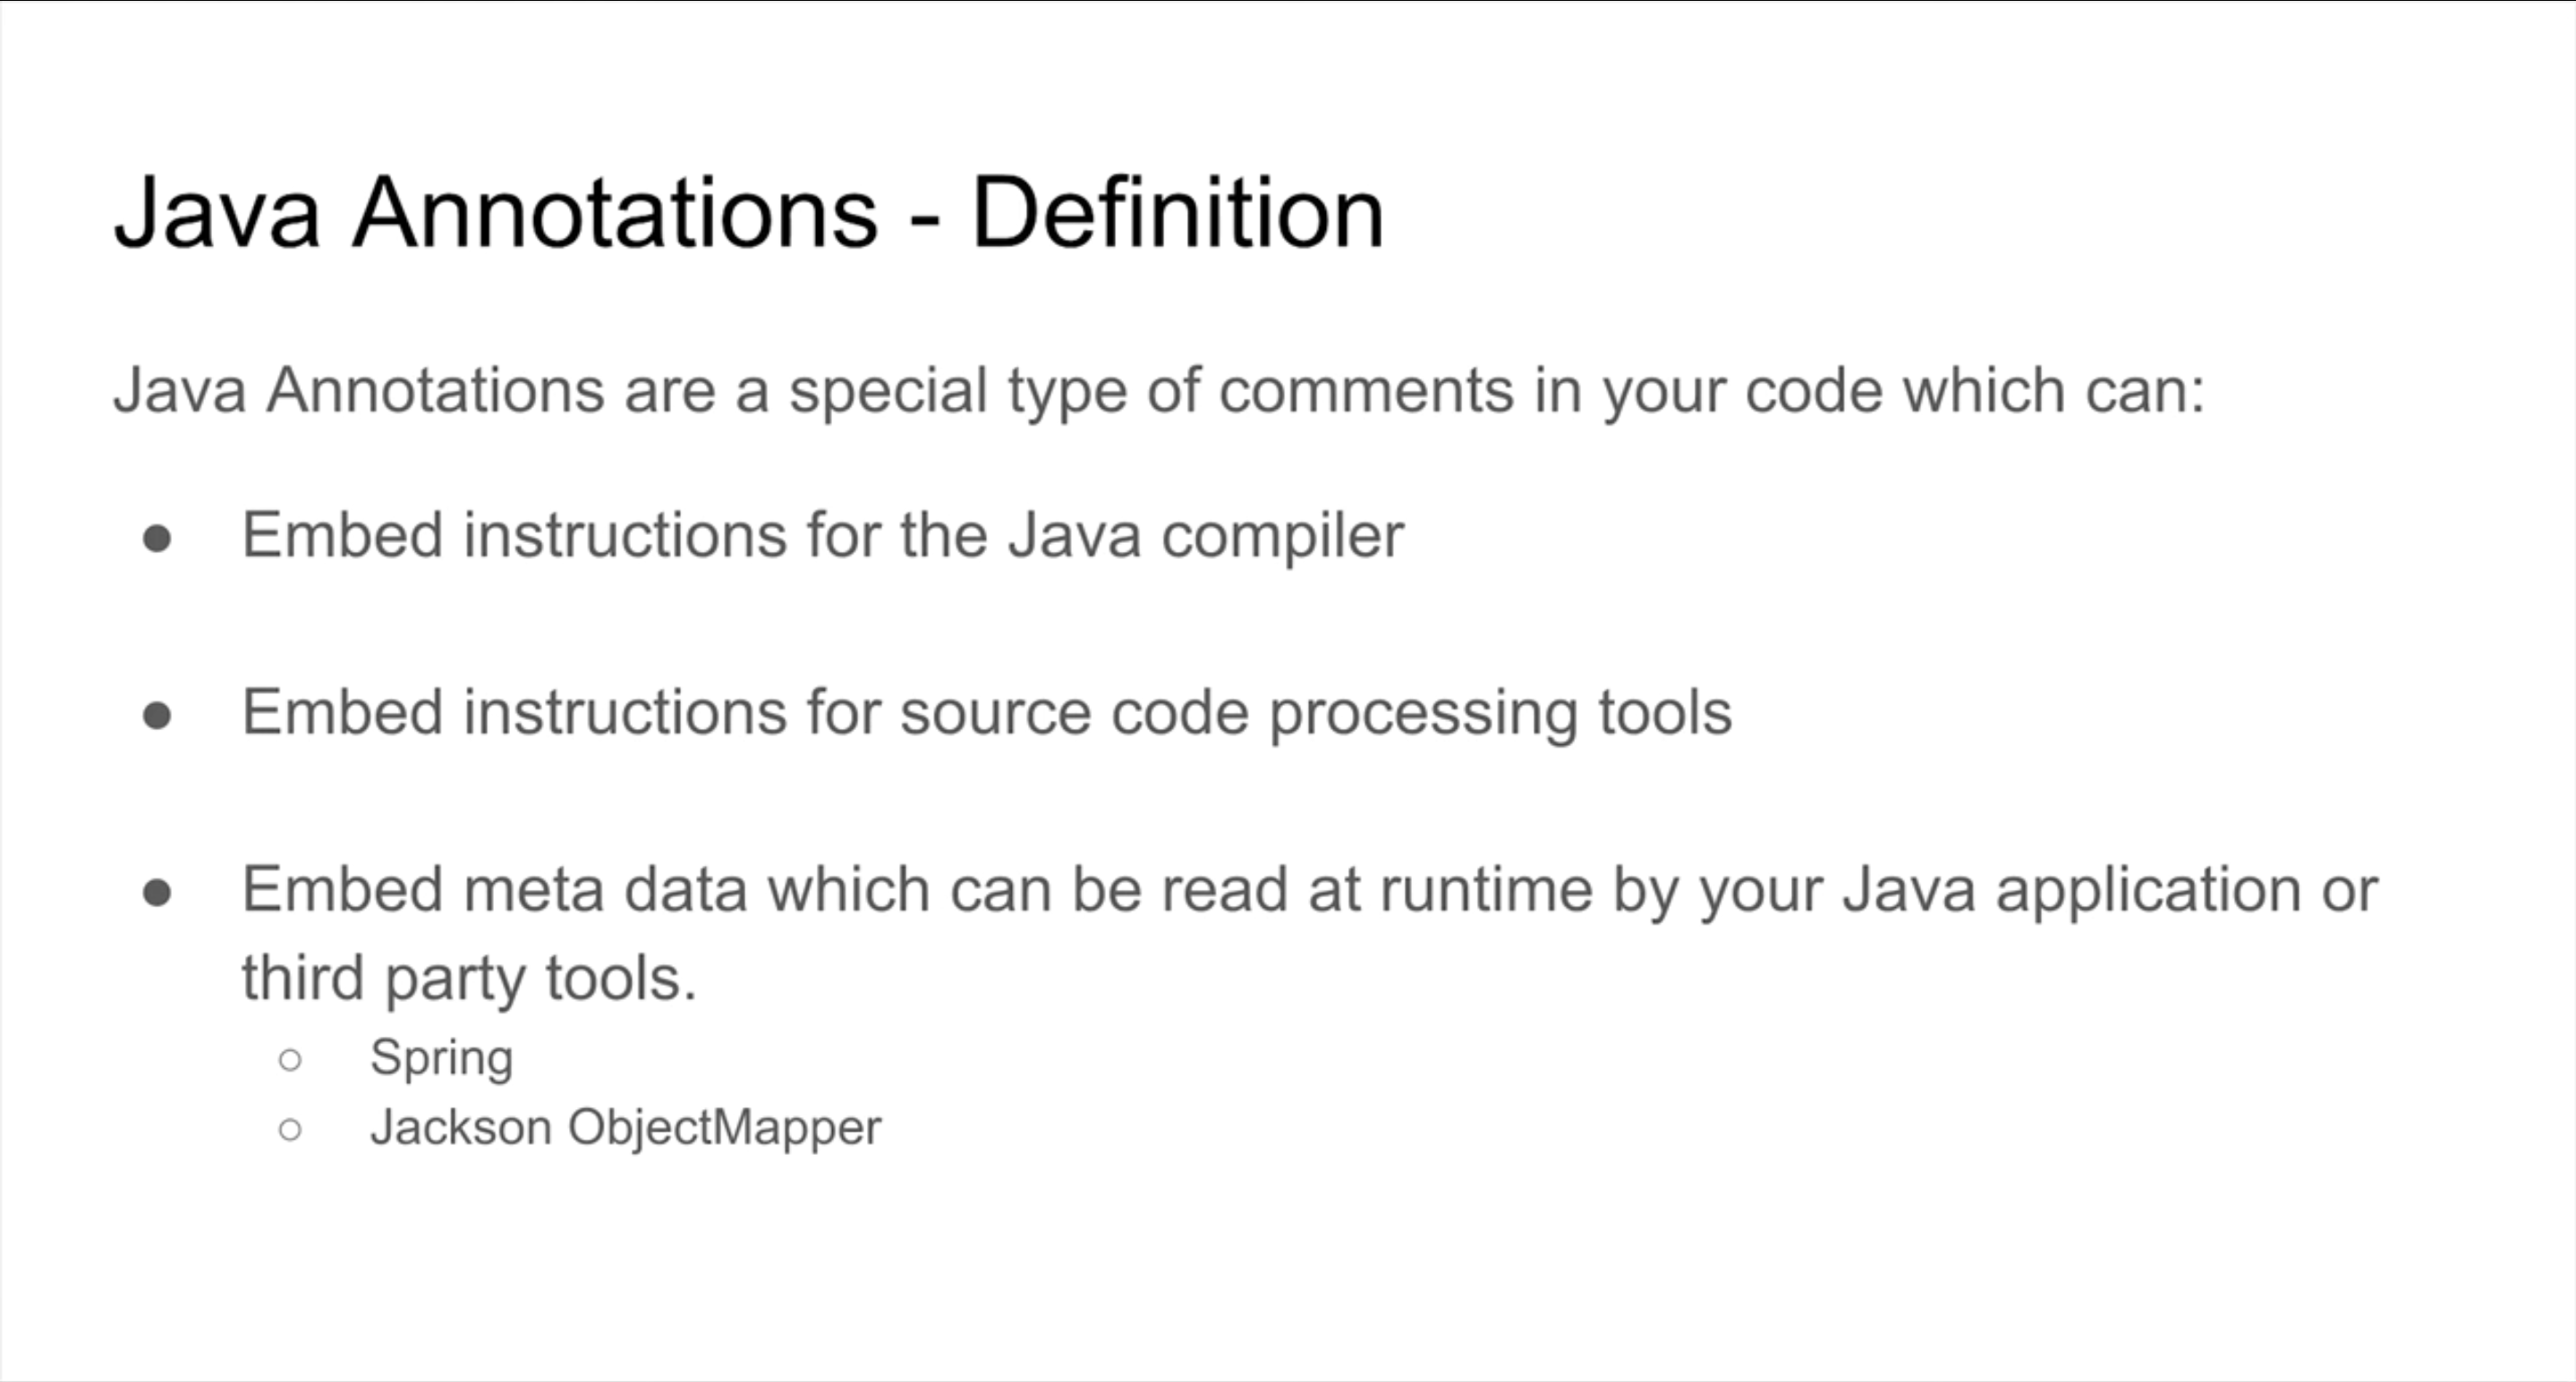 Java Annotations - Definition
Java Annotations are a special type of comments in your code which can:
● Embed instructions for the Java compiler
● Embed instructions for source code processing tools
● Embed meta data which can be read at runtime by your Java application or
third party tools.
○ Spring
○ Jackson ObjectMapper